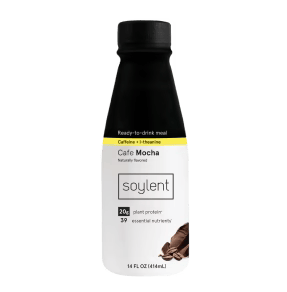 Ready-to-drink meal
Caffeine + l-theanine
Cafe Mocha
Naturally flavored
soylent
20g plant protein*
39 essential nutrients*
14 FL OZ (414mL)